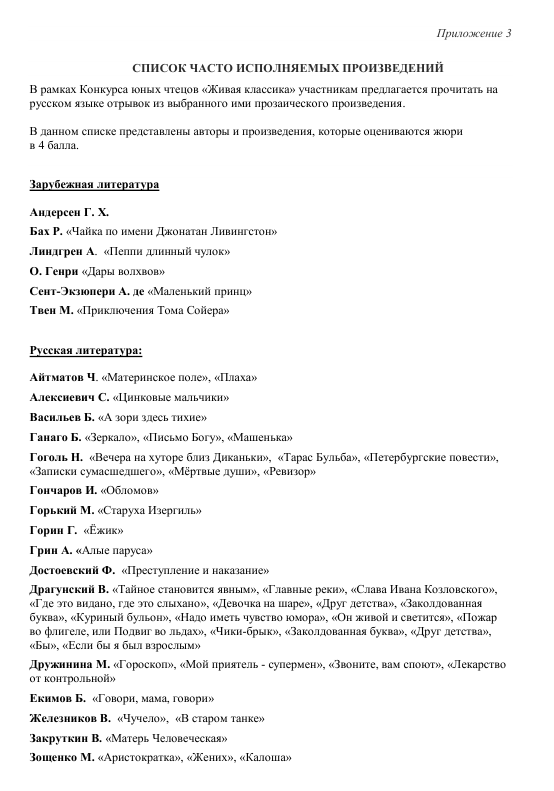 Приложение 3
СПИСОК ЧАСТО ИСПОЛНЯЕМЫХ ПРОИЗВЕДЕНИЙ
В рамках Конкурса юных чтецов «Живая классика» участникам предлагается прочитать на
русском языке отрывок из выбранного ими прозаического произведения.
В данном списке представлены авторы и произведения, которые оцениваются жюри
в 4 балла.
Зарубежная литература
Андерсен Г. Х.
Бах Р. «Чайка по имени Джонатан Ливингстон»
Линдгрен А. «Пеппи длинный чулок»
О. Генри «Дары волхвов»
Сент-Экзюпери А. де «Маленький принц»
Твен М. «Приключения Тома Сойера»
Русская литература:
Айтматов Ч. «Материнское поле», «Плаха»
Алексиевич С. «Цинковые мальчики»
Васильев Б. «А зори здесь тихие»
Ганаго Б. «Зеркало», «Письмо Богу», «Машенька»
Гоголь Н. «Вечера на хуторе близ Диканьки», «Тарас Бульба», «Петербургские повести»,
«Записки сумасшедшего», «Мёртвые души», «Ревизор»
Гончаров И. «Обломов»
Горький М. «Старуха Изергиль»
Горин Г. «Ёжик»
Грин А. «Алые паруса»
Достоевский Ф. «Преступление и наказание»
Драгунский В. «Тайное становится явным», «Главные реки», «Слава Ивана Козловского»,
«Где это видано, где это слыхано», «Девочка на шаре», «Друг детства», «Заколдованная
буква», «Куриный бульон», «Надо иметь чувство юмора», «Он живой и светится», «Пожар
во флигеле, или Подвиг во льдах», «Чики-брык», «Заколдованная буква», «Друг детства»,
«Бы», «Если бы я был взрослым»
Дружинина М. «Гороскоп», «Мой приятель - супермен», «Звоните, вам споют», «Лекарство
от контрольной»
Екимов Б. «Говори, мама, говори»
Железников В. «Чучело», «В старом танке»
Закруткин В. «Матерь Человеческая»
Зощенко М. «Аристократка», «Жених», «Калоша»